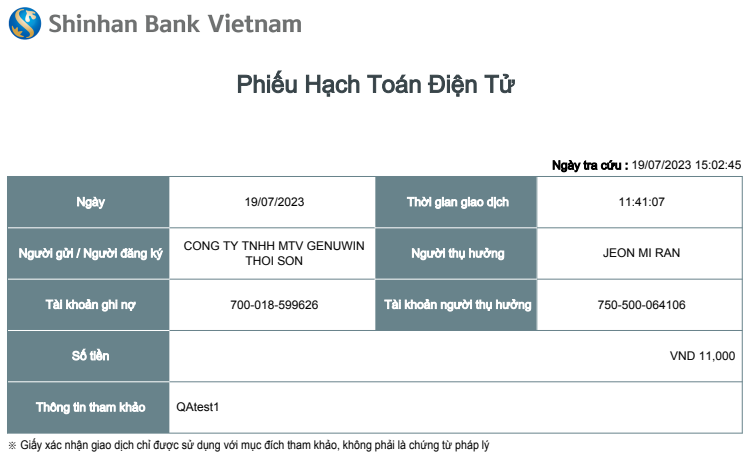 Shinhan Bank Vietnam
Phiếu Hạch Toán Điện Tử
Ngày tra cứu : 19/07/2023 15:02:45
Ngày 19/07/2023 Thời gian giao dịch 11:41:07
Người gửi / Người đăng ký CONG TY TNHH MTV GENUWIN THOI SON Người thụ hưởng JEON MI RAN
Tài khoản ghi nợ 700-018-599626 Tài khoản người thụ hưởng 750-500-064106
Số tiền VND 11,000
Thông tin tham khảo QAtest1
※ Giấy xác nhận giao dịch chỉ được sử dụng với mục đích tham khảo, không phải là chứng từ pháp lý